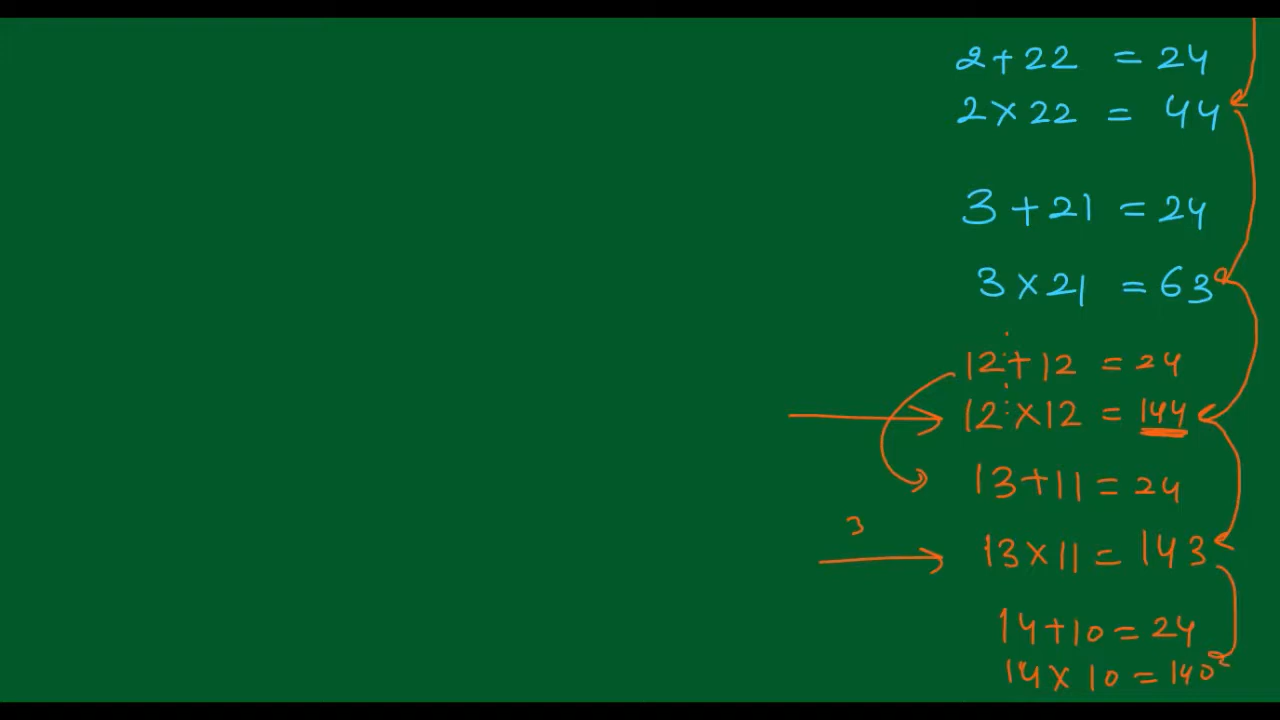 2 + 22 = 24
2 × 22 = 44
3 + 21 = 24
3 × 21 = 63
12 + 12 = 24
12 × 12 = 144
13 + 11 = 24
3
13 × 11 = 143
14 + 10 = 24
14 × 10 = 140